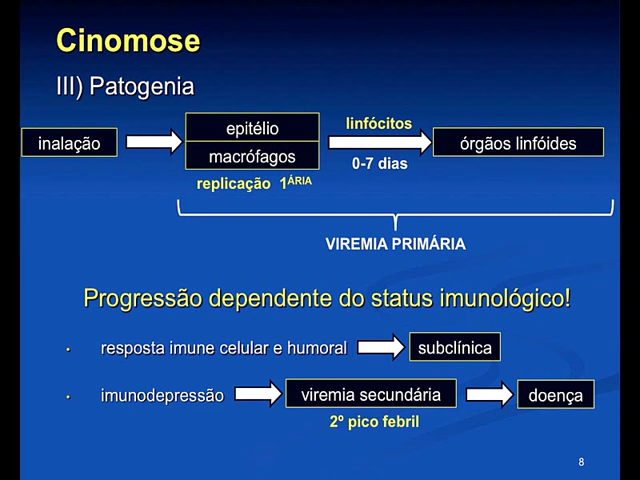 Cinomose
III) Patogenia
inalação
epitélio
macrófagos
replicação 1ÁRIA
linfócitos
0-7 dias
órgãos linfóides
VIREMIA PRIMÁRIA
Progressão dependente do status imunológico!
• resposta imune celular e humoral
subclínica
• imunodepressão
viremia secundária
doença
2º pico febril
8